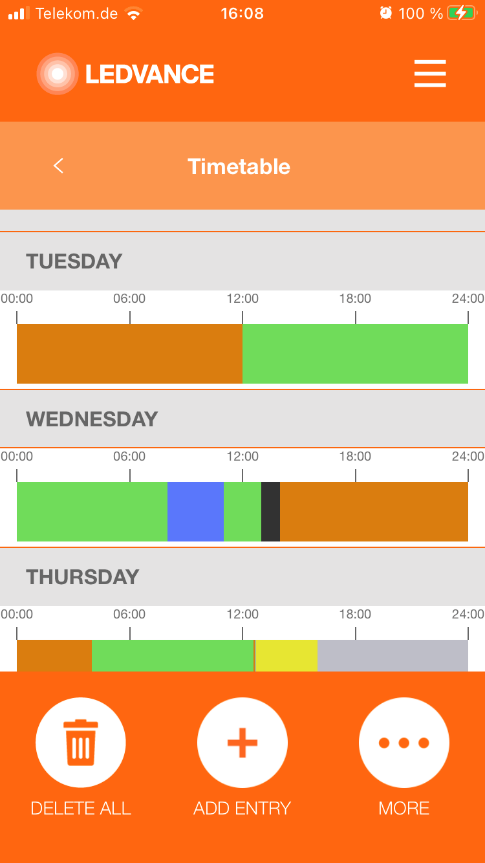 Telekom.de 16:08 100 %
LEDVANCE
Timetable
TUESDAY
00:00 06:00 12:00 18:00 24:00
WEDNESDAY
00:00 06:00 12:00 18:00 24:00
THURSDAY
00:00 06:00 12:00 18:00 24:00
DELETE ALL ADD ENTRY MORE